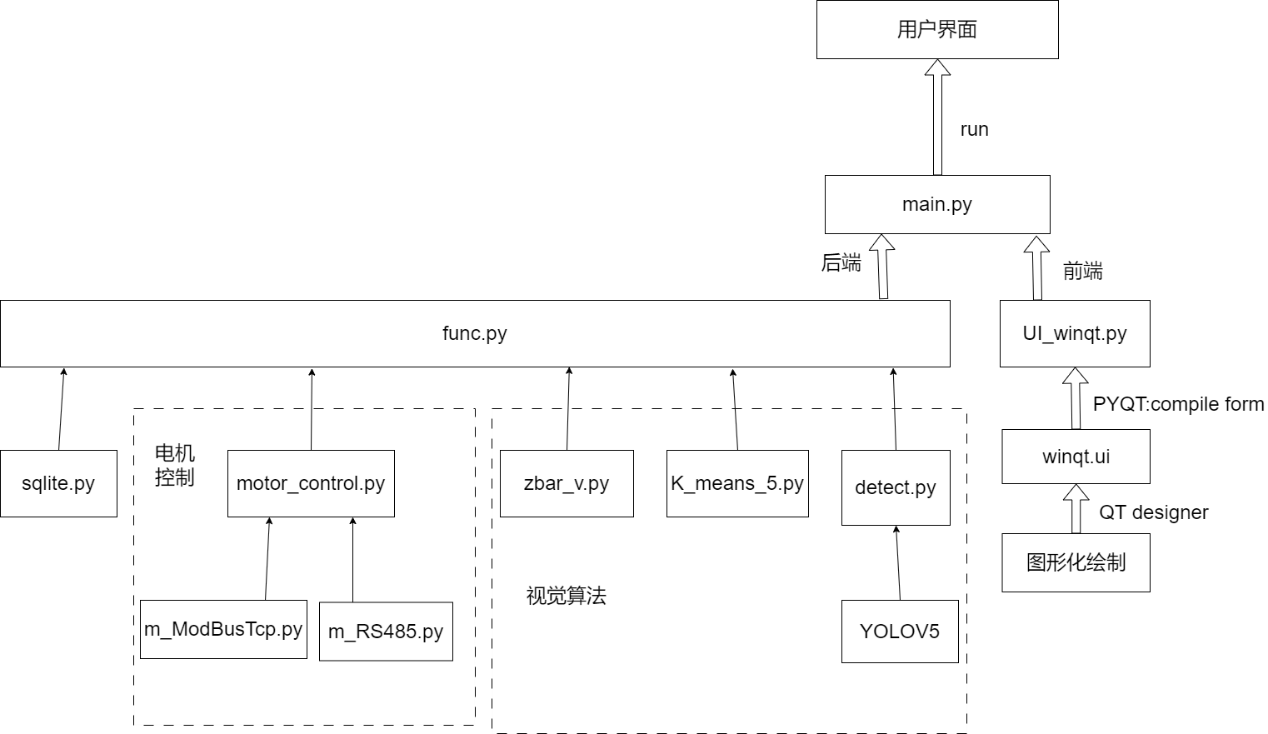 用户界面
run
main.py
后端
前端
func.py
UI_winqt.py
PYQT:compile form
电机
控制
sqlite.py
motor_control.py
zbar_v.py
K_means_5.py
detect.py
winqt.ui
QT designer
图形化绘制
视觉算法
m_ModBusTcp.py
m_RS485.py
YOLOV5